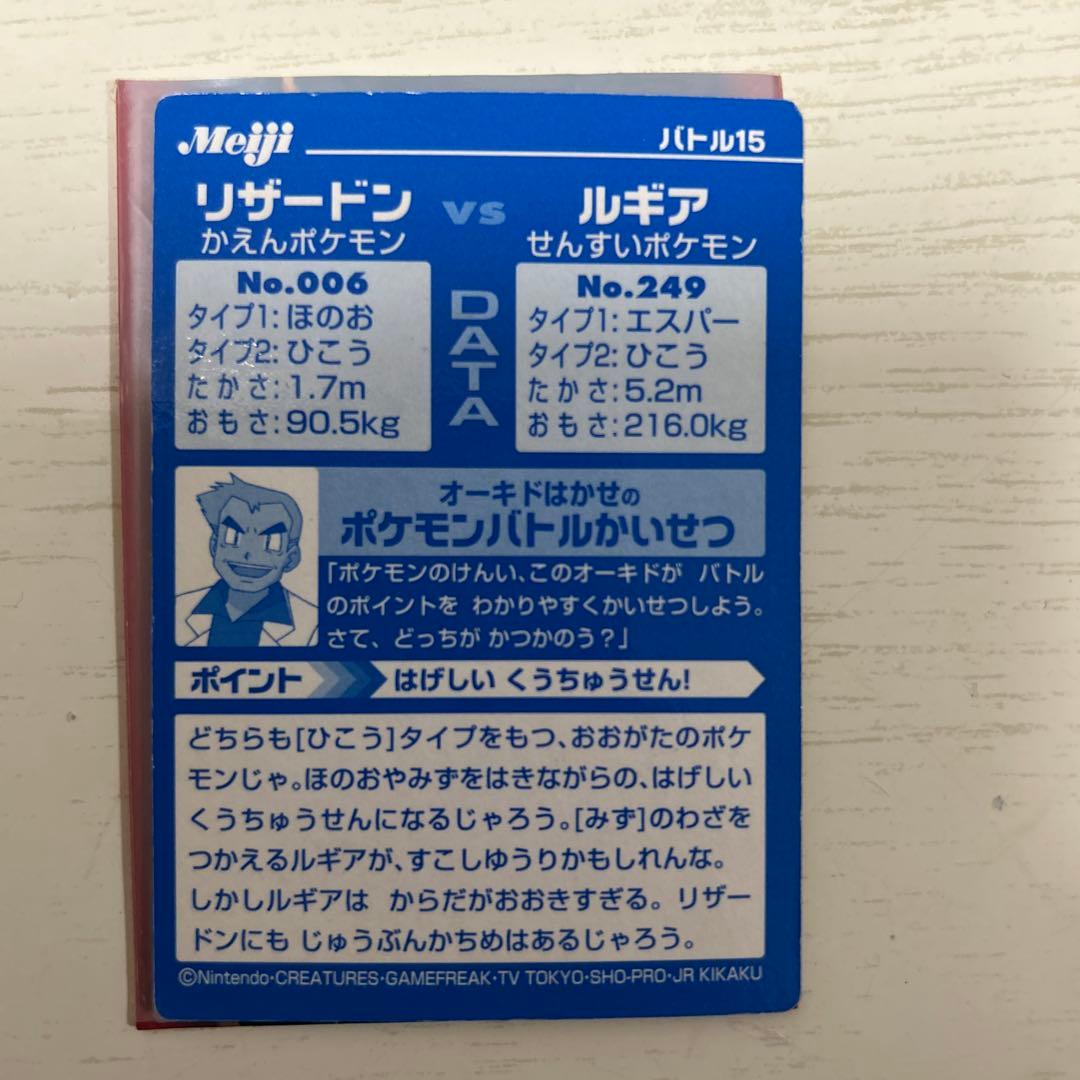 Meiji
バトル15
リザードン vs ルギア
かえんポケモン
せんすいポケモン
No.006
タイプ1:ほのお
タイプ2:ひこう
たかさ:1.7m
おもさ:90.5kg
DATA
No.249
タイプ1:エスパー
タイプ2:ひこう
たかさ:5.2m
おもさ:216.0kg
オーキドはかせの
ポケモンバトルかいせつ
「ポケモンのけんい、このオーキドが バトル
のポイントを わかりやすくかいせつしよう。
さて、どっちが かつかのう?」
ポイント はげしい くうちゅうせん!
どちらも[ひこう]タイプをもつ、おおがたのポケ
モンじゃ。ほのおやみずをはきながらの、はげしい
くうちゅうせんになるじゃろう。[みず]のわざを
つかえるルギアが、すこしゆうりかもしれんな。
しかしルギアは からだがおおきすぎる。リザー
ドンにも じゅうぶんかちめはあるじゃろう。
©Nintendo・CREATURES・GAMEFREAK・TV TOKYO・SHO-PRO・JR KIKAKU